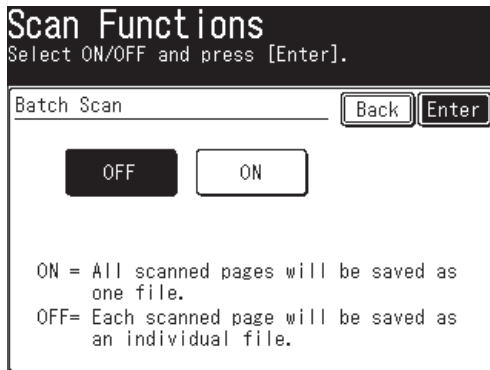 Scan Functions
Select ON/OFF and press [Enter].
Batch Scan Back Enter
OFF ON
ON = All scanned pages will be saved as
one file.
OFF= Each scanned page will be saved as
an individual file.